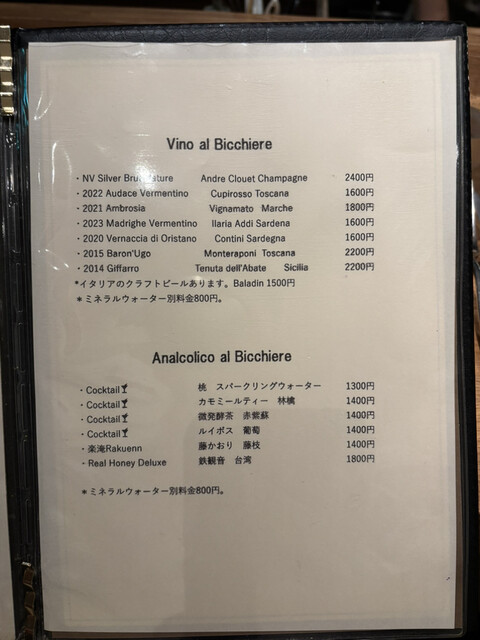 Vino al Bicchiere
・NV Silver Brut Nature Andre Clouet Champagne 2400円
・2022 Audace Vermentino Cupirosso Toscana 1600円
・2021 Ambrosia Vignamato Marche 1800円
・2023 Madrighe Vermentino Ilaria Addi Sardena 1600円
・2020 Vernaccia di Oristano Contini Sardegna 1600円
・2015 Baron'Ugo Monteraponi Toscana 2200円
・2014 Giffarro Tenuta dell'Abate Sicilia 2200円
*イタリアのクラフトビールあります。Baladin 1500円
＊ミネラルウォーター別料金800円。
Analcolico al Bicchiere
・Cocktail🍸 桃 スパークリングウォーター 1300円
・Cocktail🍸 カモミールティー 林檎 1400円
・Cocktail🍸 微発酵茶 赤紫蘇 1400円
・Cocktail🍸 ルイボス 葡萄 1400円
・楽淹Rakuenn 藤かおり 藤枝 1400円
- Real Honey Deluxe 鉄観音 台湾 1800円
＊ミネラルウォーター別料金800円。